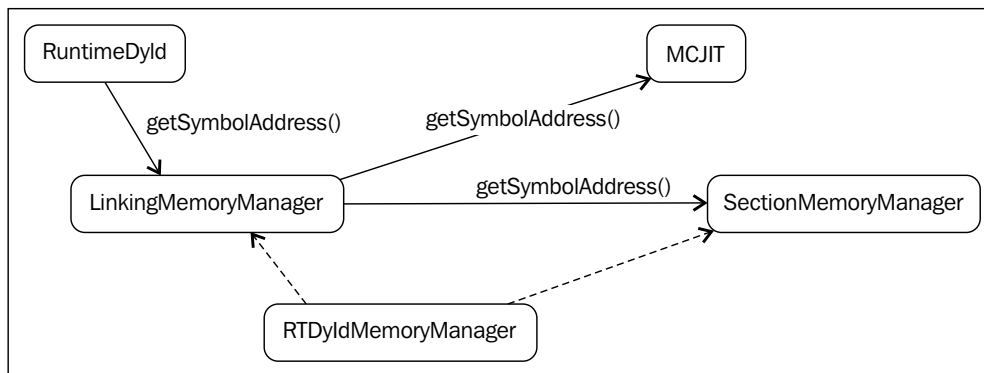 RuntimeDyld
MCJIT
getSymbolAddress()
getSymbolAddress()
getSymbolAddress()
LinkingMemoryManager
SectionMemoryManager
RTDyldMemoryManager